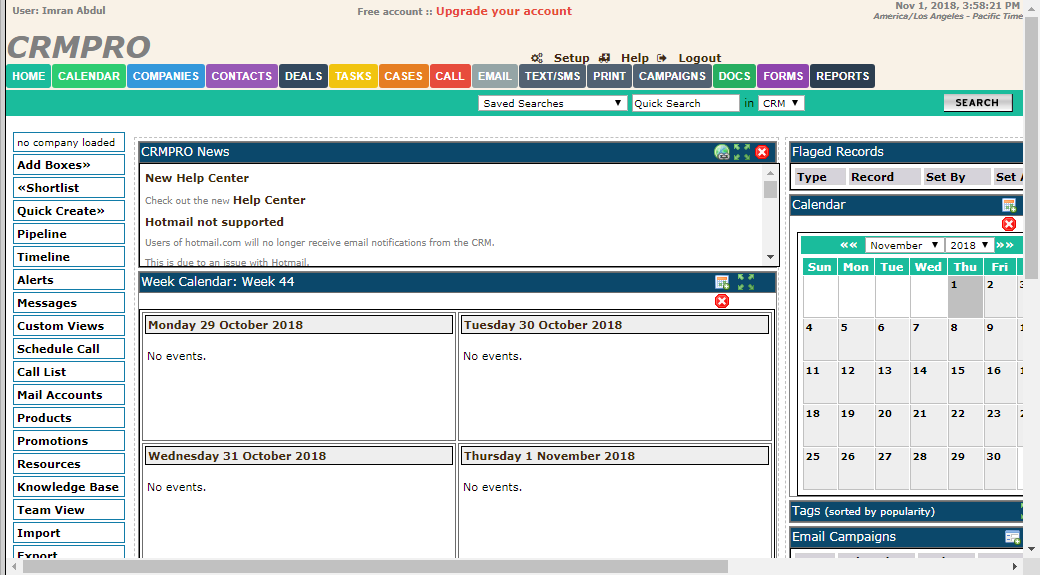 User: Imran Abdul
Free account :: Upgrade your account
Nov 1, 2018, 3:58:21 PM
America/Los Angeles - Pacific Time
CRMPRO
Setup Help Logout
HOME CALENDAR COMPANIES CONTACTS DEALS TASKS CASES CALL EMAIL TEXT/SMS PRINT CAMPAIGNS DOCS FORMS REPORTS
Saved Searches Quick Search in CRM SEARCH
no company loaded
Add Boxes»
«Shortlist
Quick Create»
Pipeline
Timeline
Alerts
Messages
Custom Views
Schedule Call
Call List
Mail Accounts
Products
Promotions
Resources
Knowledge Base
Team View
Import
Export
CRMPRO News
New Help Center
Check out the new Help Center
Hotmail not supported
Users of hotmail.com will no longer receive email notifications from the CRM.
This is due to an issue with Hotmail.
Week Calendar: Week 44
Monday 29 October 2018
No events.
Tuesday 30 October 2018
No events.
Wednesday 31 October 2018
No events.
Thursday 1 November 2018
No events.
Flaged Records
Type Record Set By Set
Calendar
«« November 2018 »»
Sun Mon Tue Wed Thu Fri
1 2
4 5 6 7 8 9
11 12 13 14 15 16
18 19 20 21 22 23
25 26 27 28 29 30
Tags (sorted by popularity)
Email Campaigns